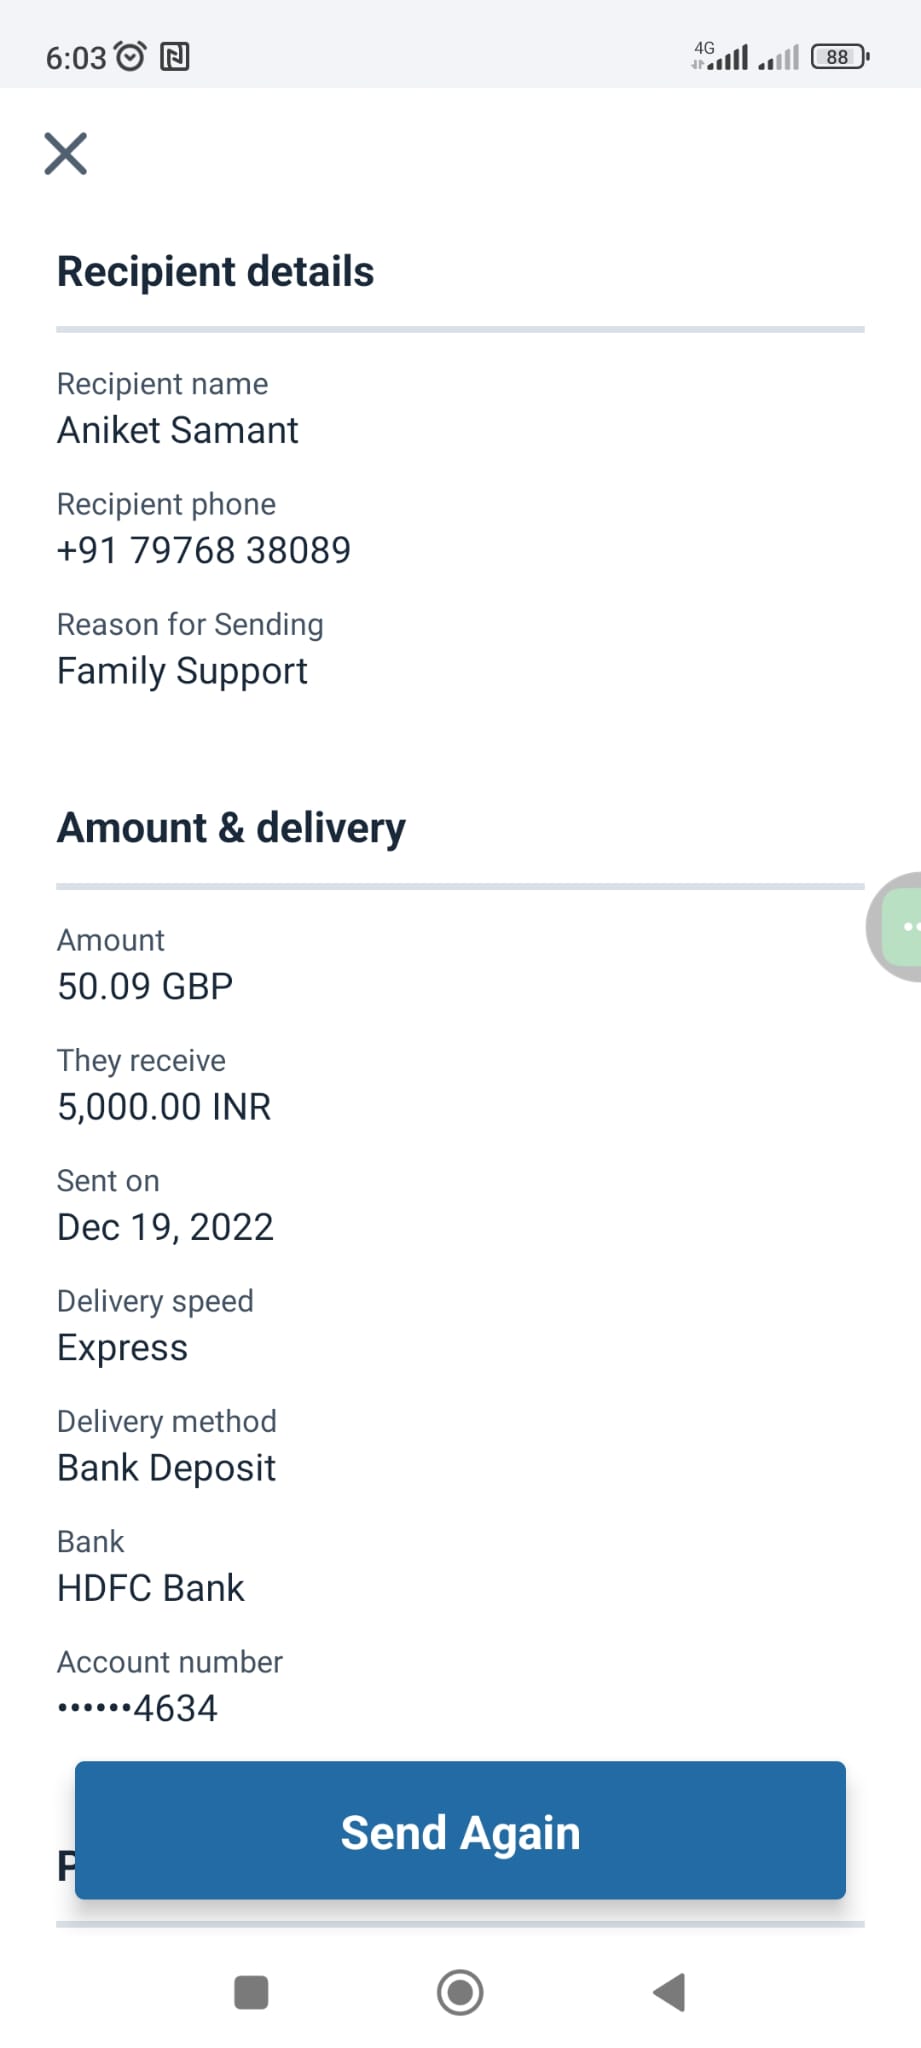 6:03
4G
88
Recipient details
Recipient name
Aniket Samant
Recipient phone
+91 79768 38089
Reason for Sending
Family Support
Amount & delivery
Amount
50.09 GBP
They receive
5,000.00 INR
Sent on
Dec 19, 2022
Delivery speed
Express
Delivery method
Bank Deposit
Bank
HDFC Bank
Account number
••••••4634
Send Again